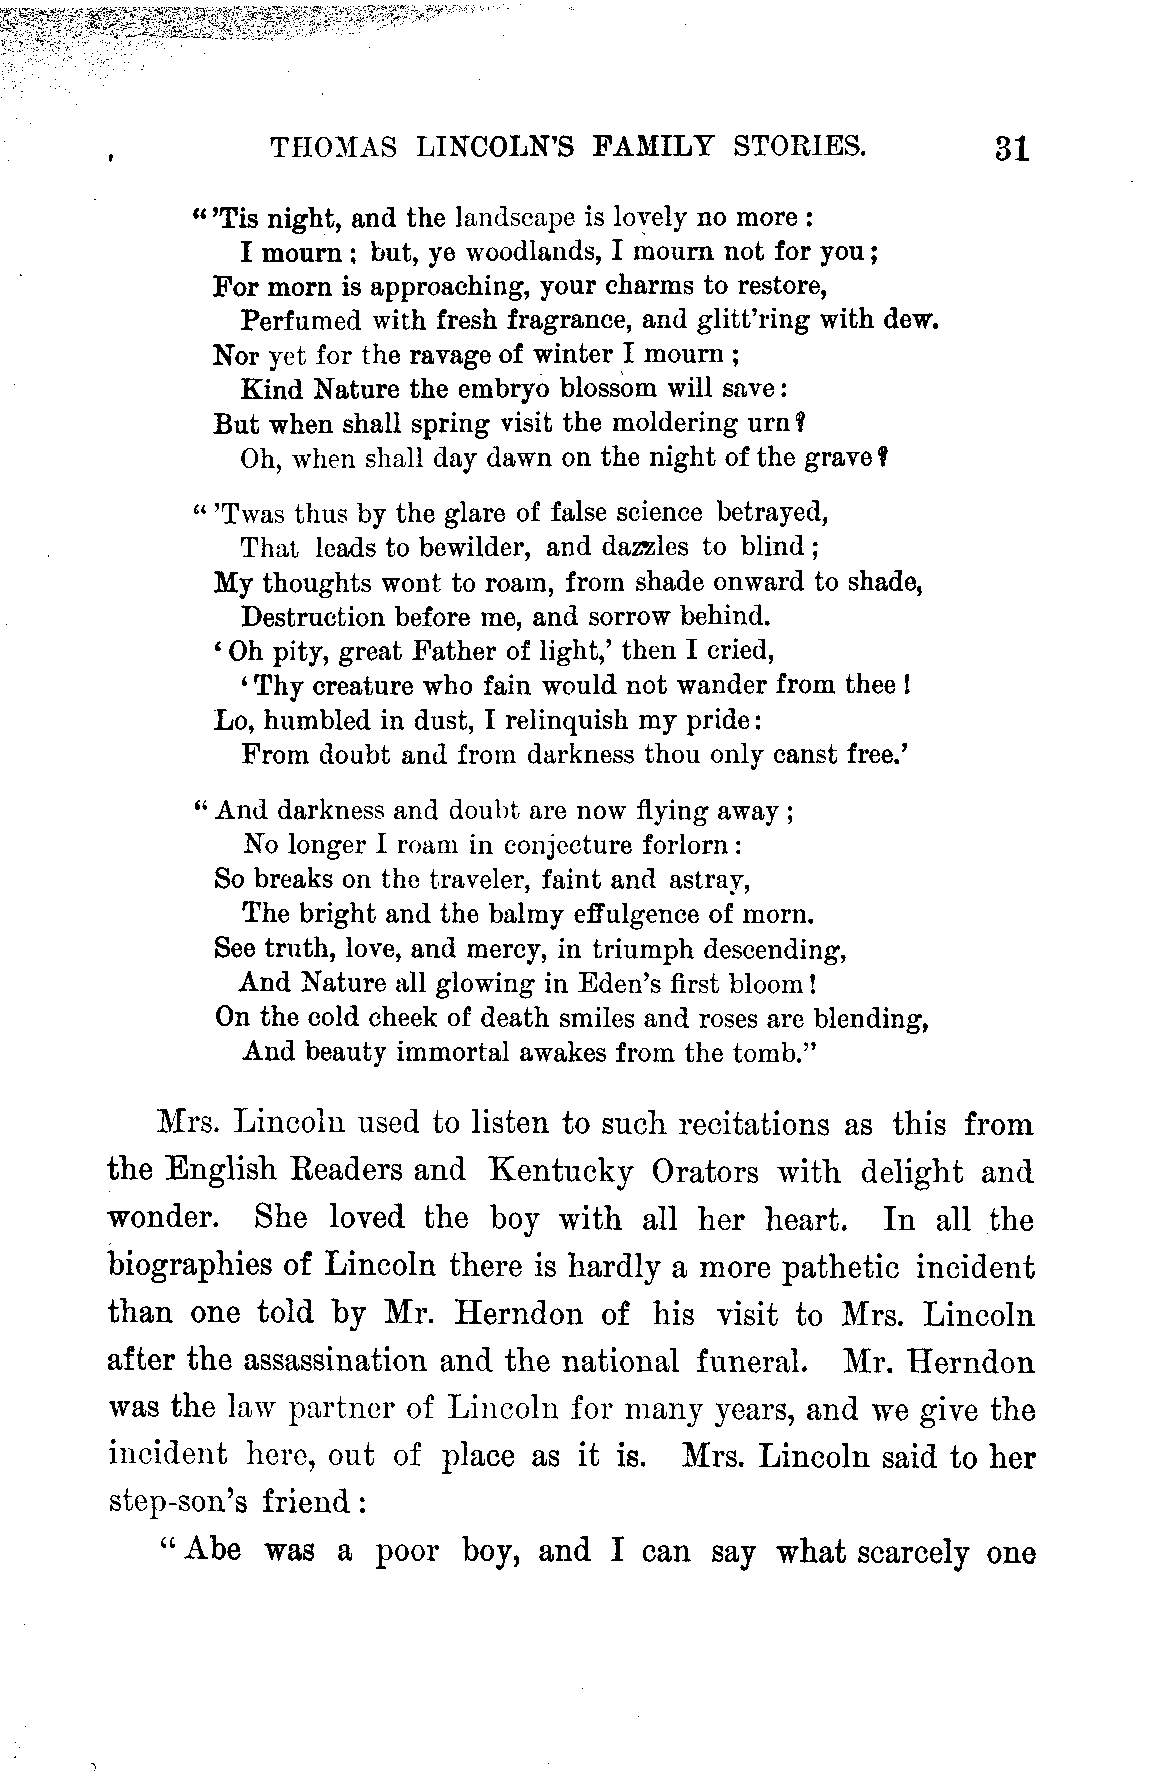 THOMAS LINCOLN'S FAMILY STORIES. 31
"'Tis night, and the landscape is lovely no more:
I mourn; but, ye woodlands, I mourn not for you;
For morn is approaching, your charms to restore,
Perfumed with fresh fragrance, and glitt'ring with dew.
Nor yet for the ravage of winter I mourn;
Kind Nature the embryo blossom will save:
But when shall spring visit the moldering urn?
Oh, when shall day dawn on the night of the grave?
"'Twas thus by the glare of false science betrayed,
That leads to bewilder, and dazzles to blind;
My thoughts wont to roam, from shade onward to shade,
Destruction before me, and sorrow behind.
'Oh pity, great Father of light,' then I cried,
'Thy creature who fain would not wander from thee!
Lo, humbled in dust, I relinquish my pride:
From doubt and from darkness thou only canst free.'
"And darkness and doubt are now flying away;
No longer I roam in conjecture forlorn:
So breaks on the traveler, faint and astray,
The bright and the balmy effulgence of morn.
See truth, love, and mercy, in triumph descending,
And Nature all glowing in Eden's first bloom!
On the cold cheek of death smiles and roses are blending,
And beauty immortal awakes from the tomb."
Mrs. Lincoln used to listen to such recitations as this from
the English Readers and Kentucky Orators with delight and
wonder. She loved the boy with all her heart. In all the
biographies of Lincoln there is hardly a more pathetic incident
than one told by Mr. Herndon of his visit to Mrs. Lincoln
after the assassination and the national funeral. Mr. Herndon
was the law partner of Lincoln for many years, and we give the
incident here, out of place as it is. Mrs. Lincoln said to her
step-son's friend:
"Abe was a poor boy, and I can say what scarcely one